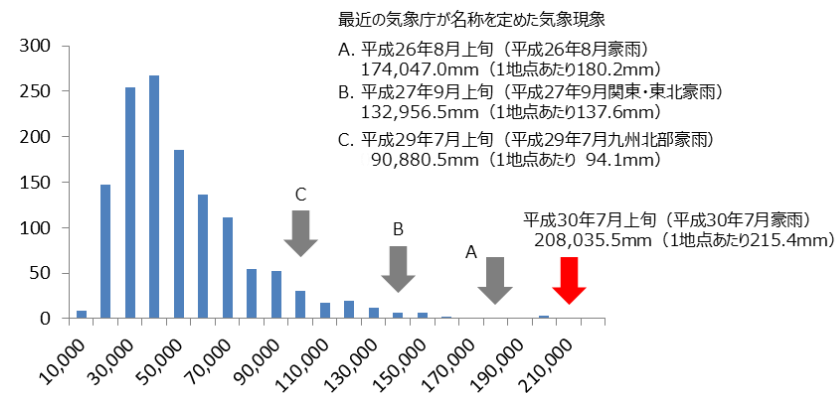 最近の気象庁が名称を定めた気象現象
A. 平成26年8月上旬（平成26年8月豪雨）
174,047.0mm（1地点あたり180.2mm）
B. 平成27年9月上旬（平成27年9月関東・東北豪雨）
132,956.5mm（1地点あたり137.6mm）
C. 平成29年7月上旬（平成29年7月九州北部豪雨）
90,880.5mm（1地点あたり 94.1mm）
平成30年7月上旬（平成30年7月豪雨）
208,035.5mm（1地点あたり215.4mm）
C
B
A
300
250
200
150
100
50
0
10,000
30,000
50,000
70,000
90,000
110,000
130,000
150,000
170,000
190,000
210,000